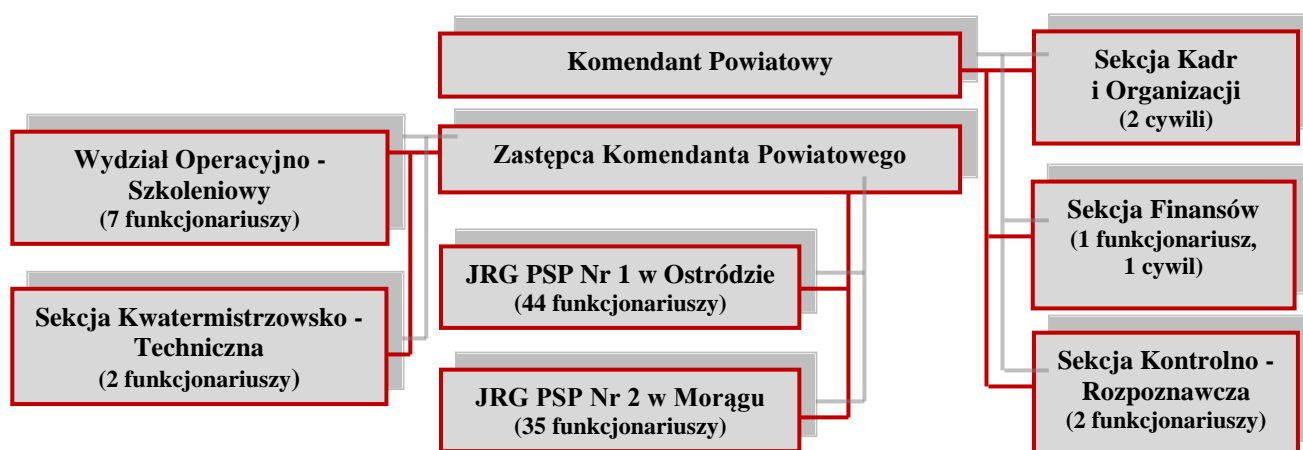 Komendant Powiatowy
Sekcja Kadr
i Organizacji
(2 cywili)
Wydział Operacyjno -
Szkoleniowy
(7 funkcjonariuszy)
Zastępca Komendanta Powiatowego
Sekcja Finansów
(1 funkcjonariusz,
1 cywil)
JRG PSP Nr 1 w Ostródzie
(44 funkcjonariuszy)
Sekcja Kwatermistrzowsko -
Techniczna
(2 funkcjonariuszy)
JRG PSP Nr 2 w Morągu
(35 funkcjonariuszy)
Sekcja Kontrolno -
Rozpoznawcza
(2 funkcjonariuszy)